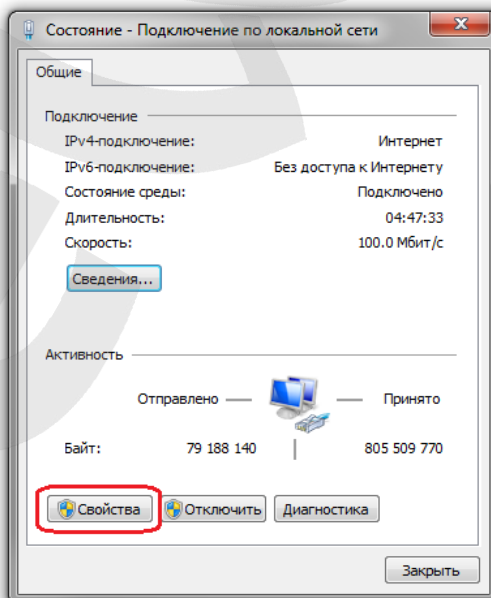 Состояние - Подключение по локальной сети
Общие
Подключение
IPv4-подключение: Интернет
IPv6-подключение: Без доступа к Интернету
Состояние среды: Подключено
Длительность: 04:47:33
Скорость: 100.0 Мбит/с
Сведения...
Активность
Отправлено Принято
Байт: 79 188 140 805 509 770
Свойства Отключить Диагностика
Закрыть